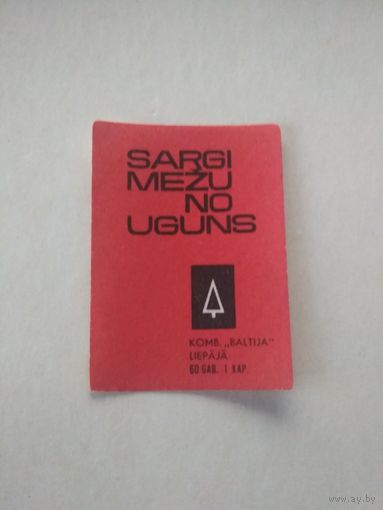 SARGI
MEŽU
NO
UGUNS
KOMB. „BALTIJA"
LIEPĀJĀ
60 GAB. 1 KAP.
www.ay.by